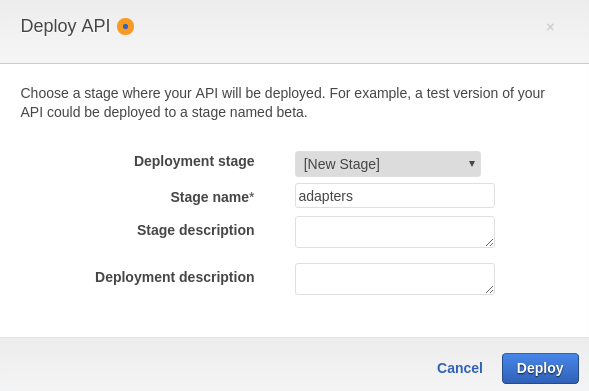 Deploy API
×
Choose a stage where your API will be deployed. For example, a test version of your
API could be deployed to a stage named beta.
Deployment stage [New Stage]
Stage name* adapters
Stage description
Deployment description
Cancel Deploy